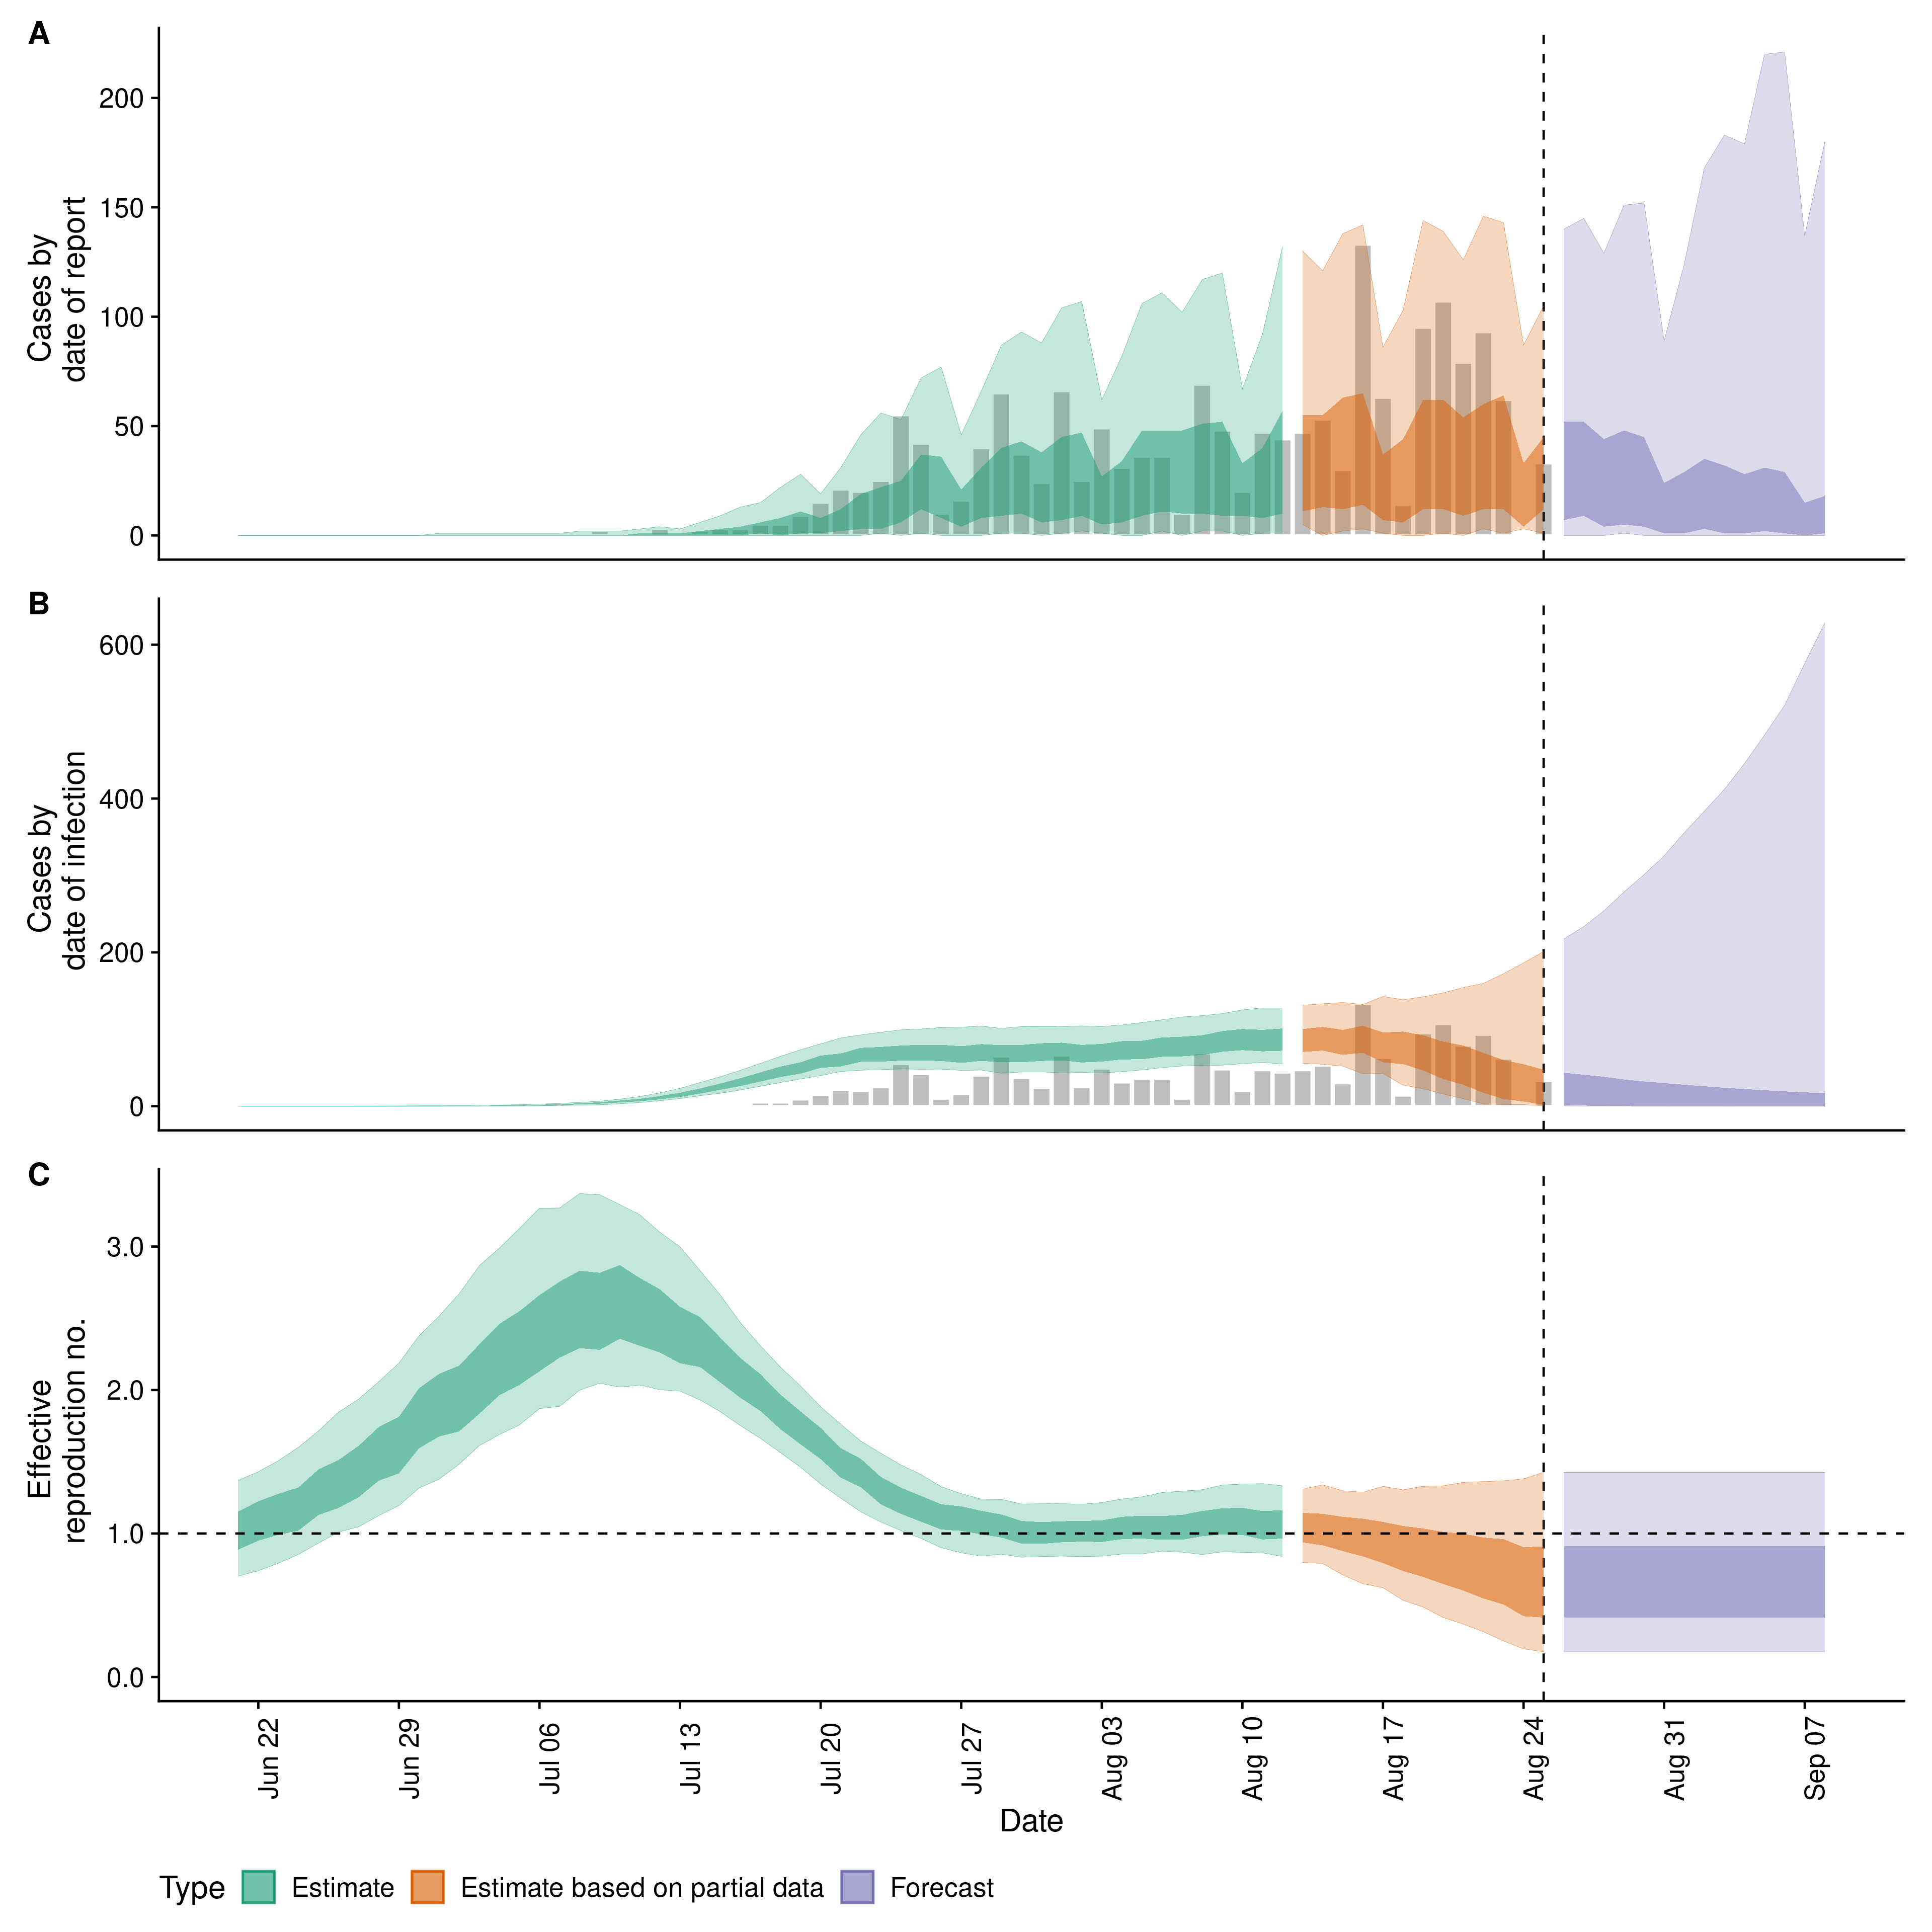 A
Cases by
date of report
200
150
100
50
0
B
Cases by
date of infection
600
400
200
0
C
Effective
reproduction no.
3.0
2.0
1.0
0.0
Jun 22
Jun 29
Jul 06
Jul 13
Jul 20
Jul 27
Aug 03
Aug 10
Aug 17
Aug 24
Aug 31
Sep 07
Date
Type Estimate Estimate based on partial data Forecast